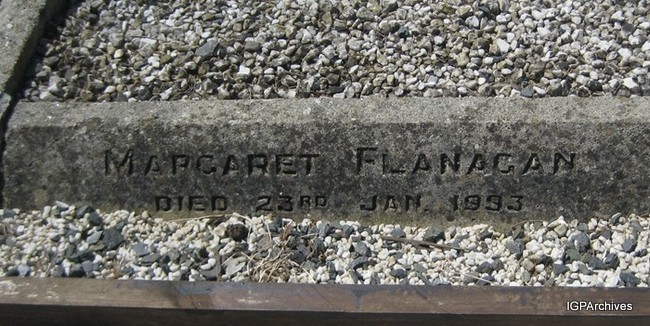 MARGARET FLANAGAN
DIED 23RD JAN. 1993
IGPArchives